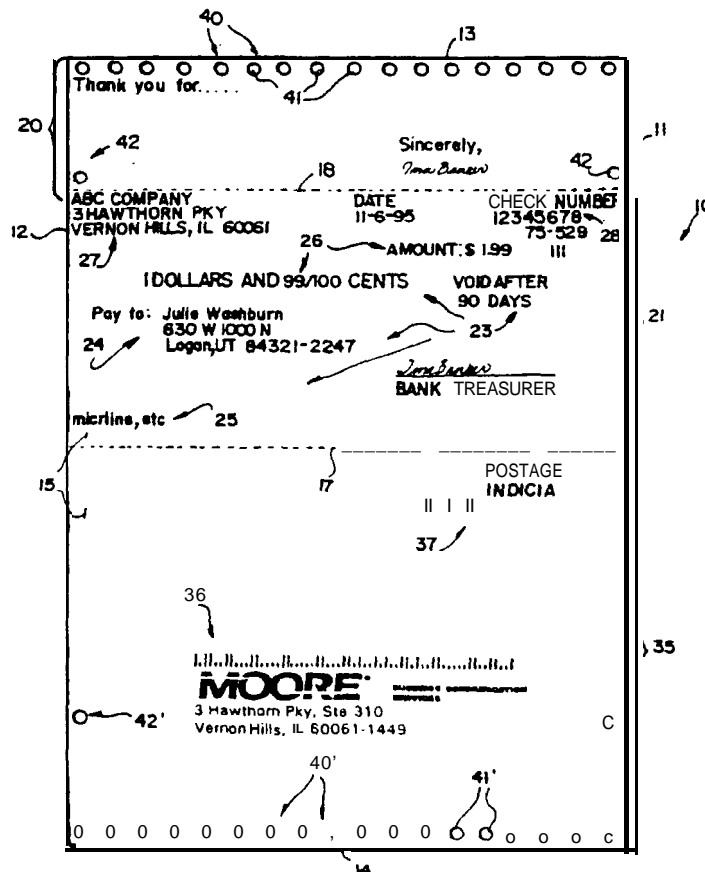 40
13
41
Thank you for.....
20
42
Sincerely,
42
11
18
ABC COMPANY
3 HAWTHORN PKY
VERNON HILLS, IL 60061
DATE
11-6-95
CHECK NUMBER
12345678
75-529
111
28
10
12
27
26
AMOUNT: $ 1.99
1 DOLLARS AND 99/100 CENTS
VOID AFTER
90 DAYS
21
Pay to: Julie Washburn
630 W 1000 N
Logan, UT 84321-2247
23
24
BANK TREASURER
micrline, etc
25
15
17
POSTAGE
INDICIA
37
36
35
MOORE
3 Hawthorn Pky, Ste 310
Vernon Hills, IL 60061-1449
42'
40'
41'
14